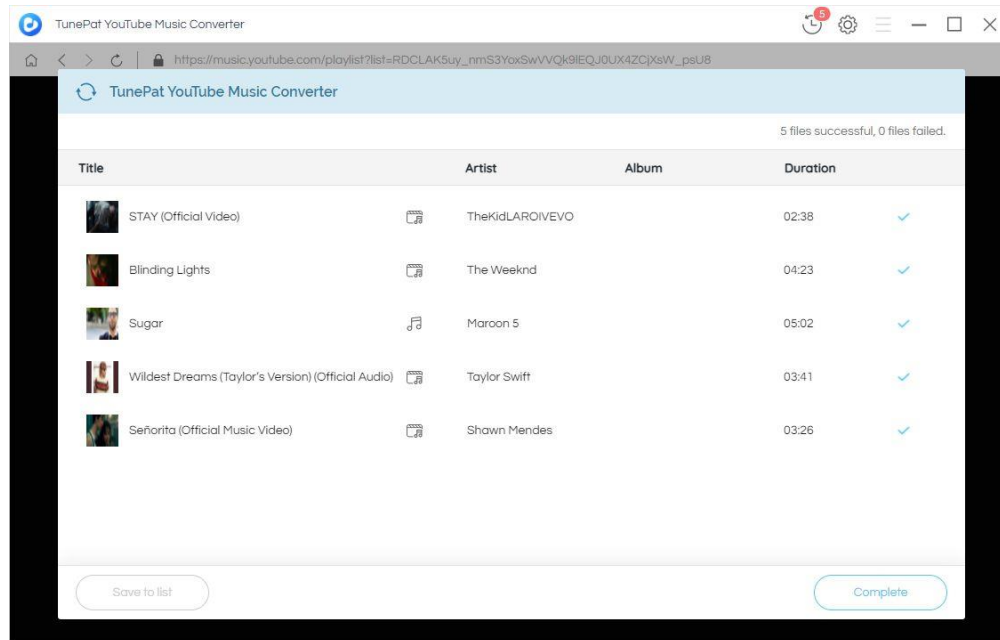 TunePat YouTube Music Converter
5
https://music.youtube.com/playlist?list=RDCLAK5uy_nmS3YoxSwVVQk9lEQJ0UX4ZCjXsW_psU8
TunePat YouTube Music Converter
5 files successful, 0 files failed.
Title Artist Album Duration
STAY (Official Video) TheKidLAROIVEVO 02:38
Blinding Lights The Weeknd 04:23
Sugar Maroon 5 05:02
Wildest Dreams (Taylor's Version) (Official Audio) Taylor Swift 03:41
Señorita (Official Music Video) Shawn Mendes 03:26
Save to list Complete